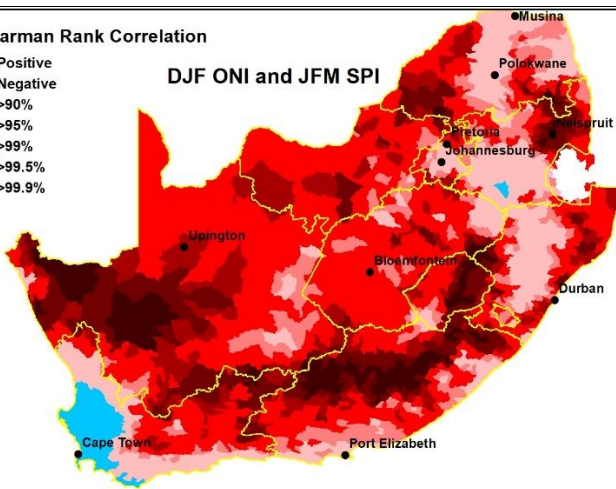 arman Rank Correlation
Positive
Negative
>90%
>95%
>99%
>99.5%
>99.9%
DJF ONI and JFM SPI
Musina
Polokwane
Nelspruit
Pretoria
Johannesburg
Upington
Bloemfontein
Durban
Cape Town
Port Elizabeth